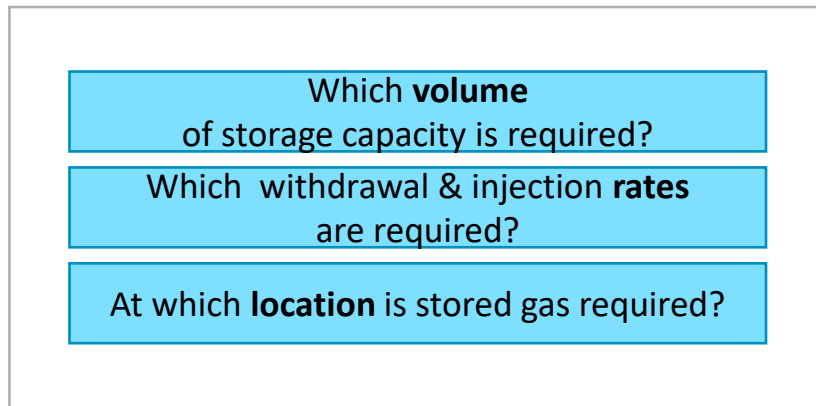 Which volume
of storage capacity is required?
Which  withdrawal & injection rates
are required?
At which location is stored gas required?